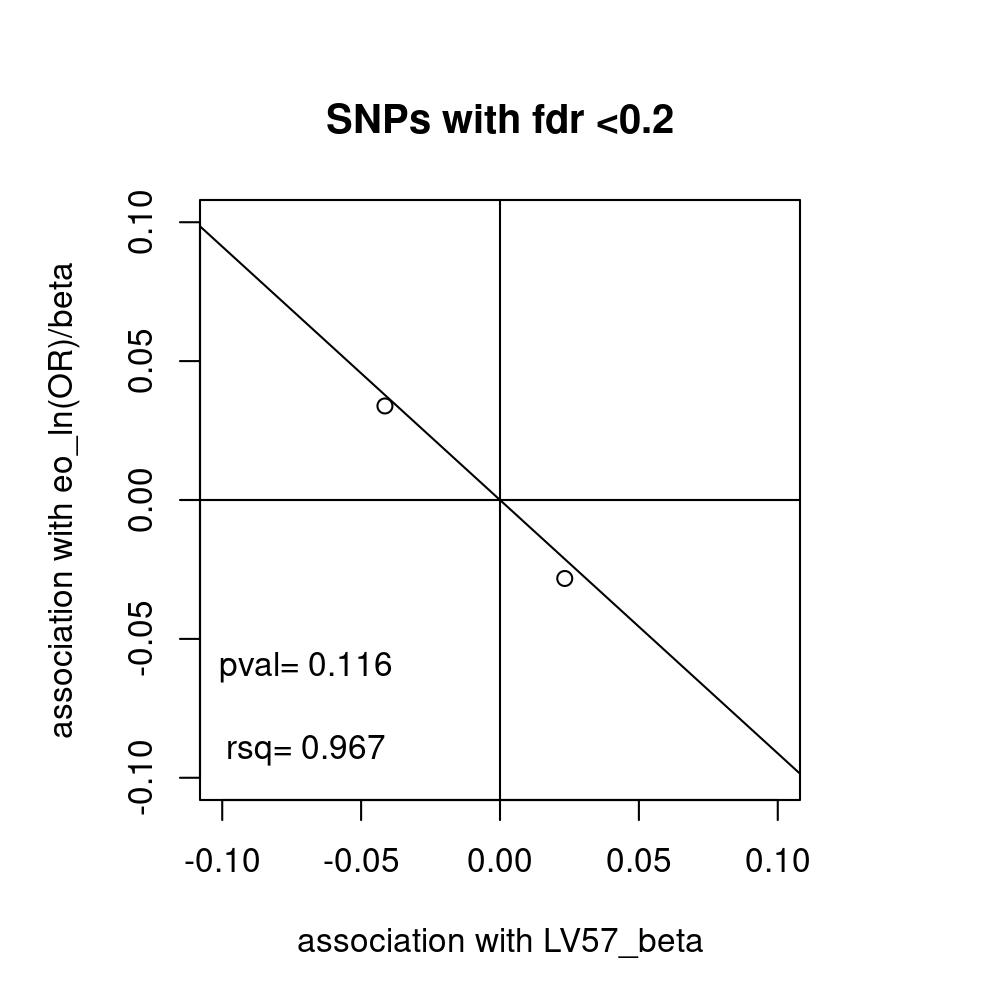 SNPs with fdr <0.2
association with eo_ln(OR)/beta
0.10
0.05
0.00
-0.05
-0.10
pval= 0.116
rsq= 0.967
-0.10 -0.05 0.00 0.05 0.10
association with LV57_beta